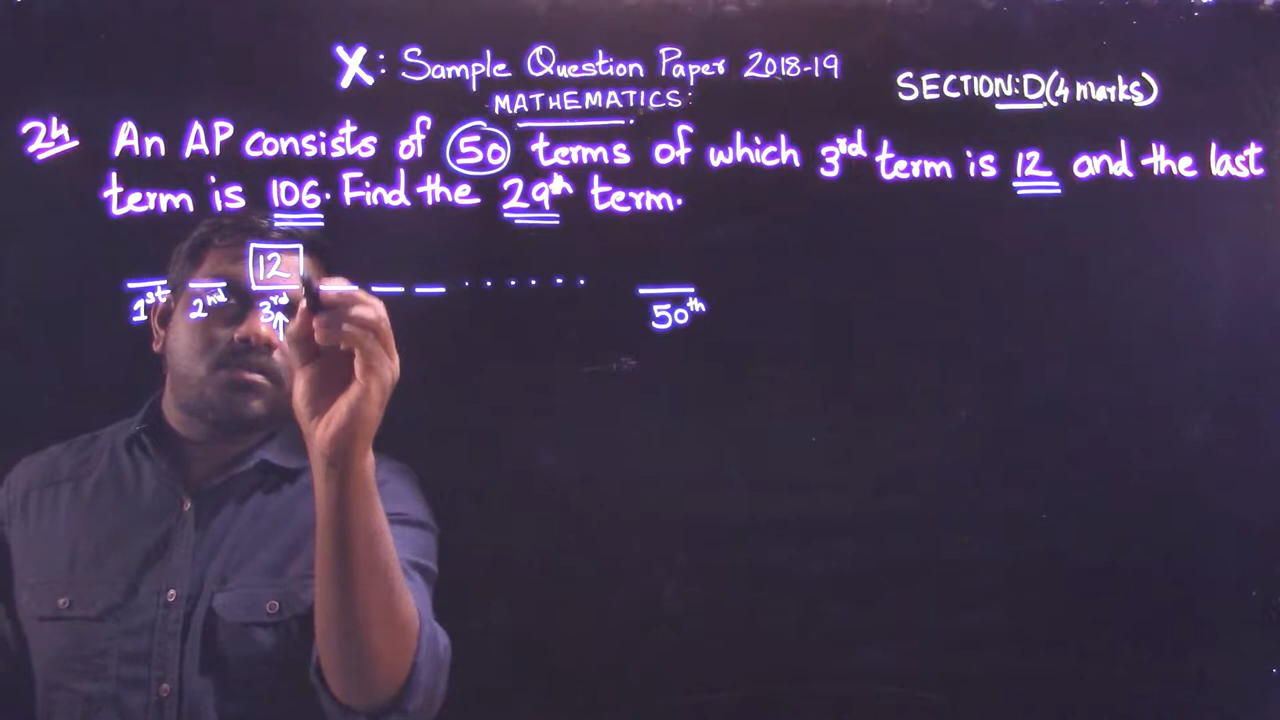 X: Sample Question Paper 2018-19
MATHEMATICS:
SECTION:D(4 marks)
24 An AP consists of 50 terms of which 3rd term is 12 and the last
term is 106. Find the 29th term.
12
1st 2nd 3rd 50th